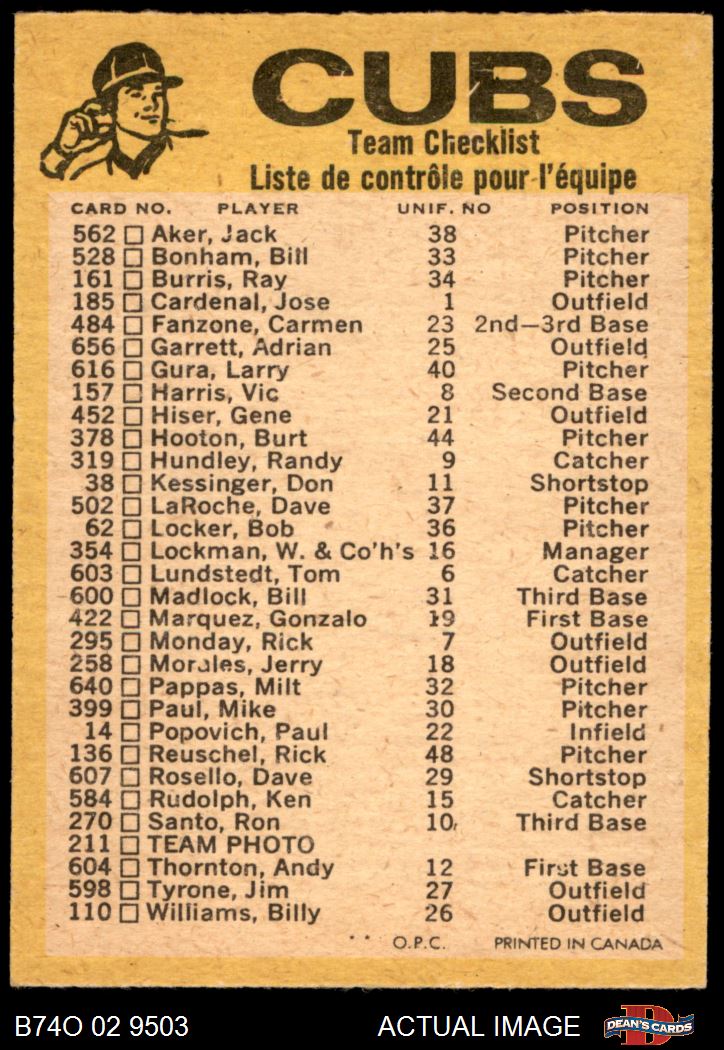 CUBS
Team Checklist
Liste de contrôle pour l'équipe
CARD NO. PLAYER UNIF. NO POSITION
562 Aker, Jack 38 Pitcher
528 Bonham, Bill 33 Pitcher
161 Burris, Ray 34 Pitcher
185 Cardenal, Jose 1 Outfield
484 Fanzone, Carmen 23 2nd—3rd Base
656 Garrett, Adrian 25 Outfield
616 Gura, Larry 40 Pitcher
157 Harris, Vic 8 Second Base
452 Hiser, Gene 21 Outfield
378 Hooton, Burt 44 Pitcher
319 Hundley, Randy 9 Catcher
38 Kessinger, Don 11 Shortstop
502 LaRoche, Dave 37 Pitcher
62 Locker, Bob 36 Pitcher
354 Lockman, W. & Co'h's 16 Manager
603 Lundstedt, Tom 6 Catcher
600 Madlock, Bill 31 Third Base
422 Marquez, Gonzalo 19 First Base
295 Monday, Rick 7 Outfield
258 Morales, Jerry 18 Outfield
640 Pappas, Milt 32 Pitcher
399 Paul, Mike 30 Pitcher
14 Popovich, Paul 22 Infield
136 Reuschel, Rick 48 Pitcher
607 Rosello, Dave 29 Shortstop
584 Rudolph, Ken 15 Catcher
270 Santo, Ron 10 Third Base
211 TEAM PHOTO
604 Thornton, Andy 12 First Base
598 Tyrone, Jim 27 Outfield
110 Williams, Billy 26 Outfield
* * O.P.C. PRINTED IN CANADA
B74O 02 9503 ACTUAL IMAGE DEAN'S CARDS